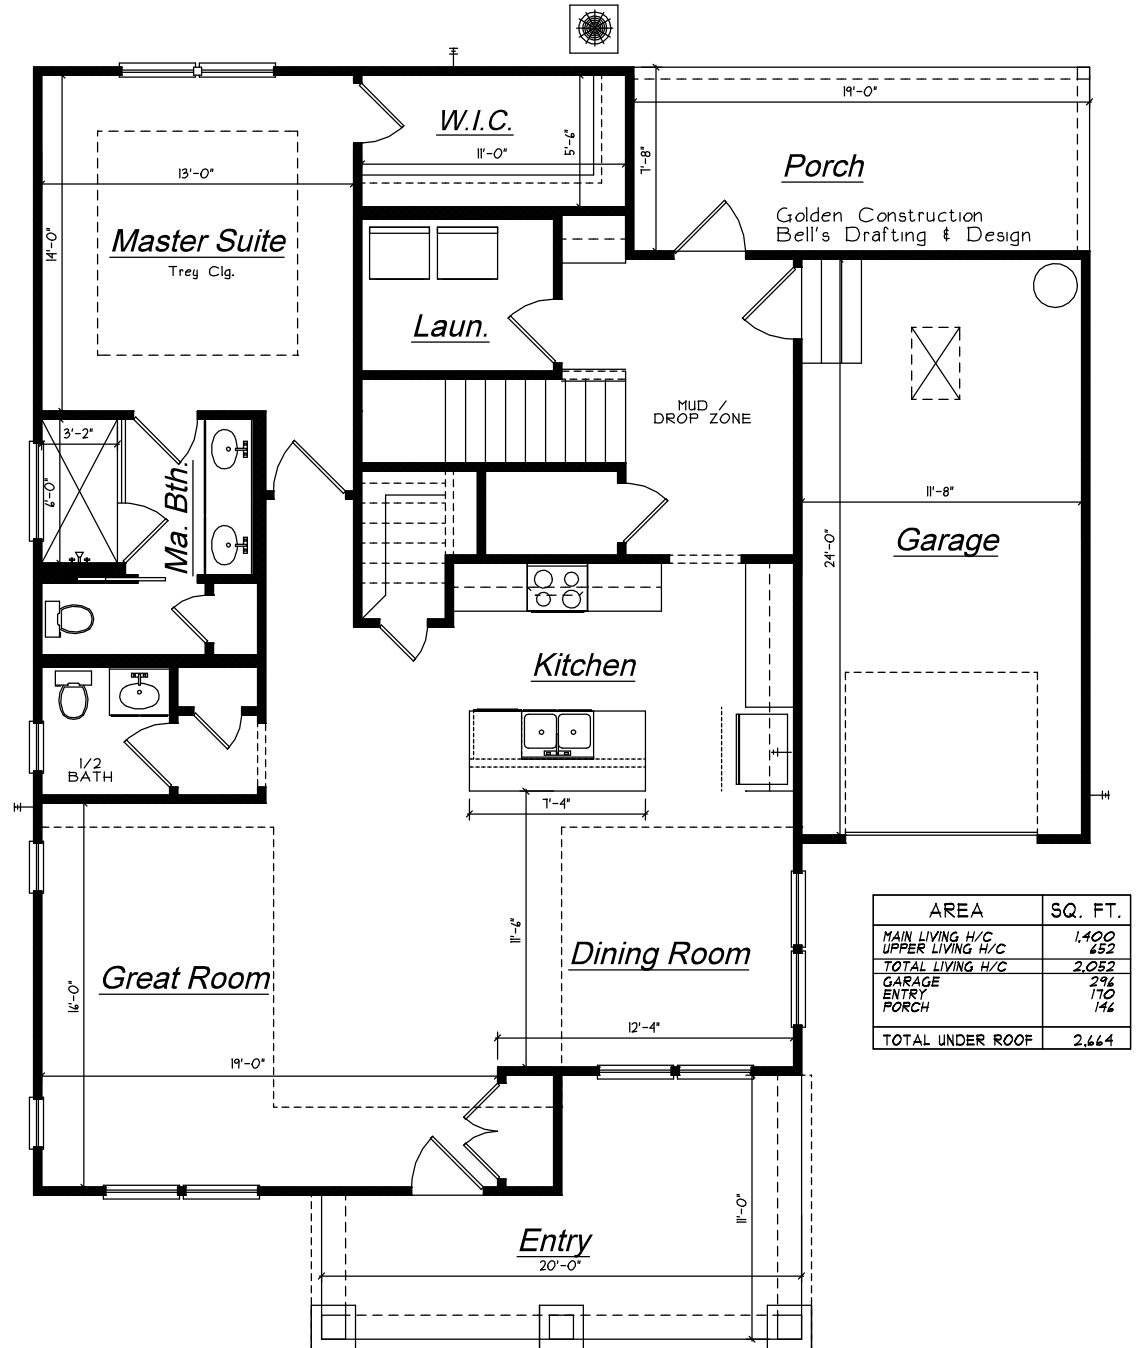 19'-0"
W.I.C.
11'-0"
5'-6"
7'-8"
Porch
13'-0"
Golden Construction
Bell's Drafting & Design
14'-0"
Master Suite
Trey Clg.
Laun.
MUD /
DROP ZONE
3'-2"
6'-0"
Ma. Bth.
11'-8"
24'-0"
Garage
Kitchen
1/2
BATH
7'-4"
11'-6"
Great Room
16'-0"
Dining Room
12'-4"
19'-0"
AREA SQ. FT.
MAIN LIVING H/C 1,400
UPPER LIVING H/C 652
TOTAL LIVING H/C 2,052
GARAGE 296
ENTRY 170
PORCH 146
TOTAL UNDER ROOF 2,664
11'-0"
Entry
20'-0"